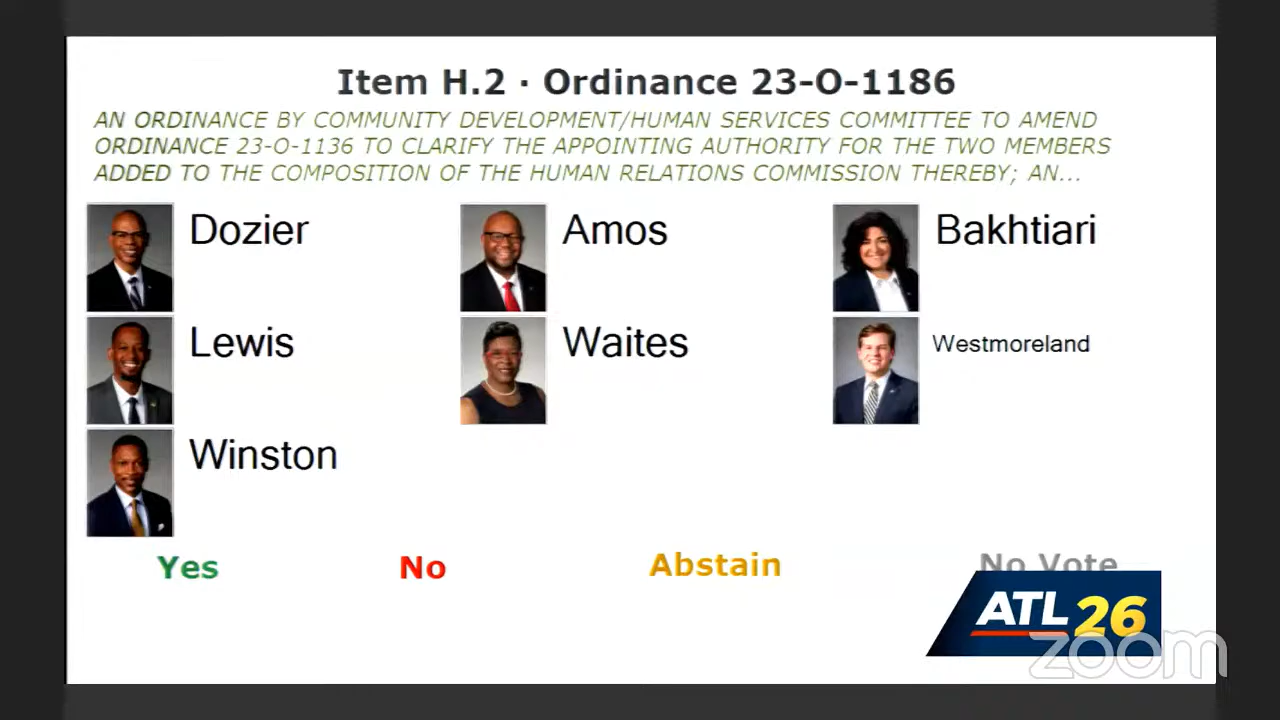 Item H.2 · Ordinance 23-O-1186
AN ORDINANCE BY COMMUNITY DEVELOPMENT/HUMAN SERVICES COMMITTEE TO AMEND
ORDINANCE 23-O-1136 TO CLARIFY THE APPOINTING AUTHORITY FOR THE TWO MEMBERS
ADDED TO THE COMPOSITION OF THE HUMAN RELATIONS COMMISSION THEREBY; AN...
Dozier Amos Bakhtiari
Lewis Waites Westmoreland
Winston
Yes No Abstain No Vote
ATL 26
zoom